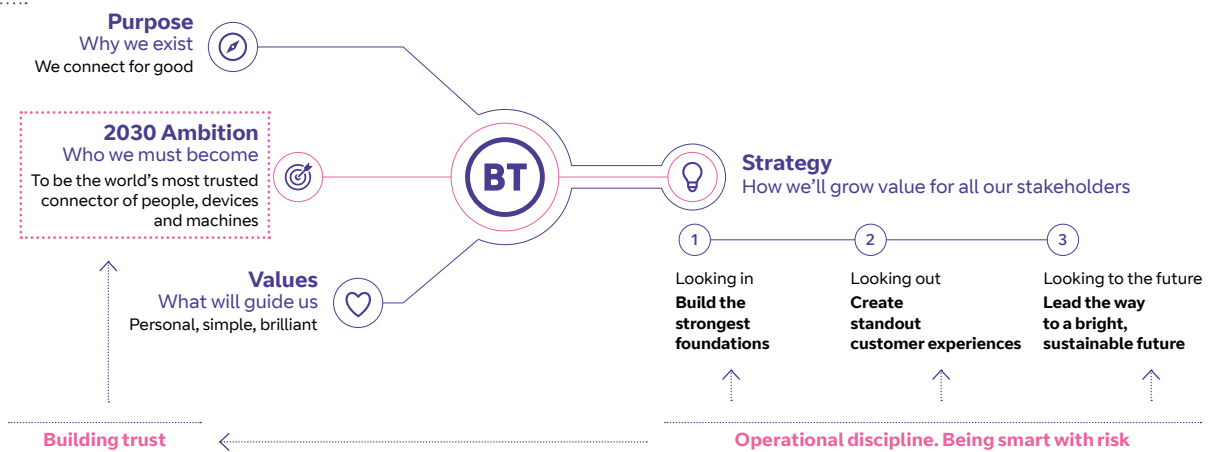 Purpose
Why we exist
We connect for good
2030 Ambition
Who we must become
To be the world's most trusted
connector of people, devices
and machines
Values
What will guide us
Personal, simple, brilliant
BT
Strategy
How we'll grow value for all our stakeholders
1
Looking in
Build the
strongest
foundations
2
Looking out
Create
standout
customer experiences
3
Looking to the future
Lead the way
to a bright,
sustainable future
Building trust
Operational discipline. Being smart with risk